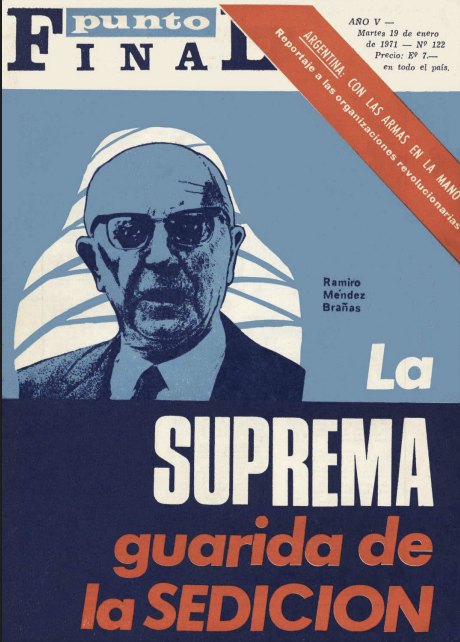 punto
FINAL
AÑO V —
Martes 19 de enero
de 1971 — Nº 122
Precio: Eº 7.—
en todo el país.
ARGENTINA: CON LAS ARMAS EN LA MANO
Reportaje a las organizaciones revolucionarias
Ramiro
Méndez
Brañas
La
SUPREMA
guarida de
la SEDICION